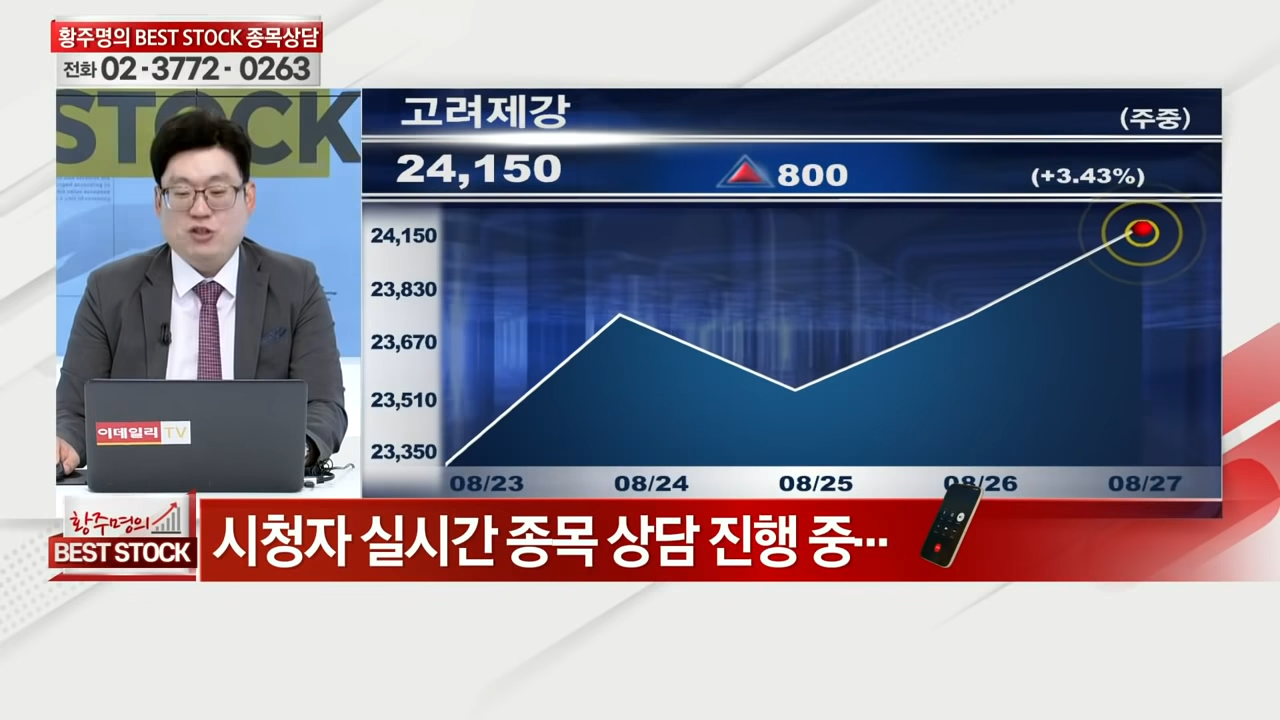 황주명의 BEST STOCK 종목상담
전화 02-3772-0263
STOCK
고려제강
(주중)
24,150
800
(+3.43%)
24,150
23,830
23,670
23,510
23,350
08/23
08/24
08/25
08/26
08/27
이데일리 TV
황주명의
BEST STOCK
시청자 실시간 종목 상담 진행 중…